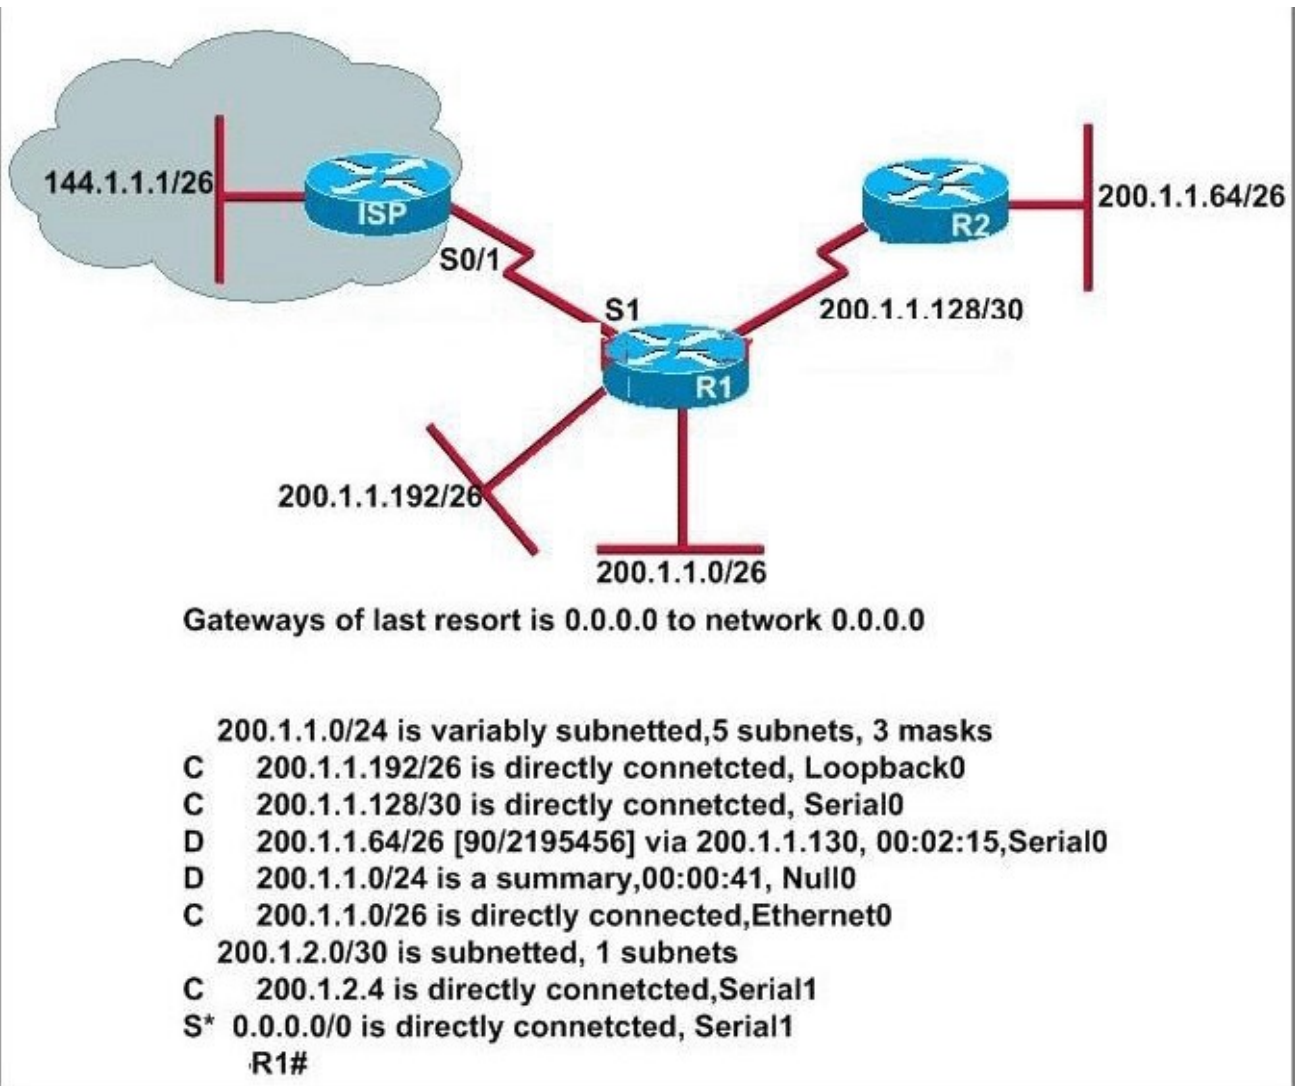 144.1.1.1/26
ISP
S0/1
R2
200.1.1.64/26
200.1.1.128/30
S1
R1
200.1.1.192/26
200.1.1.0/26
Gateways of last resort is 0.0.0.0 to network 0.0.0.0
200.1.1.0/24 is variably subnetted,5 subnets, 3 masks
C 200.1.1.192/26 is directly connetcted, Loopback0
C 200.1.1.128/30 is directly connetcted, Serial0
D 200.1.1.64/26 [90/2195456] via 200.1.1.130, 00:02:15,Serial0
D 200.1.1.0/24 is a summary,00:00:41, Null0
C 200.1.1.0/26 is directly connected,Ethernet0
200.1.2.0/30 is subnetted, 1 subnets
C 200.1.2.4 is directly connetcted,Serial1
S* 0.0.0.0/0 is directly connetcted, Serial1
R1#